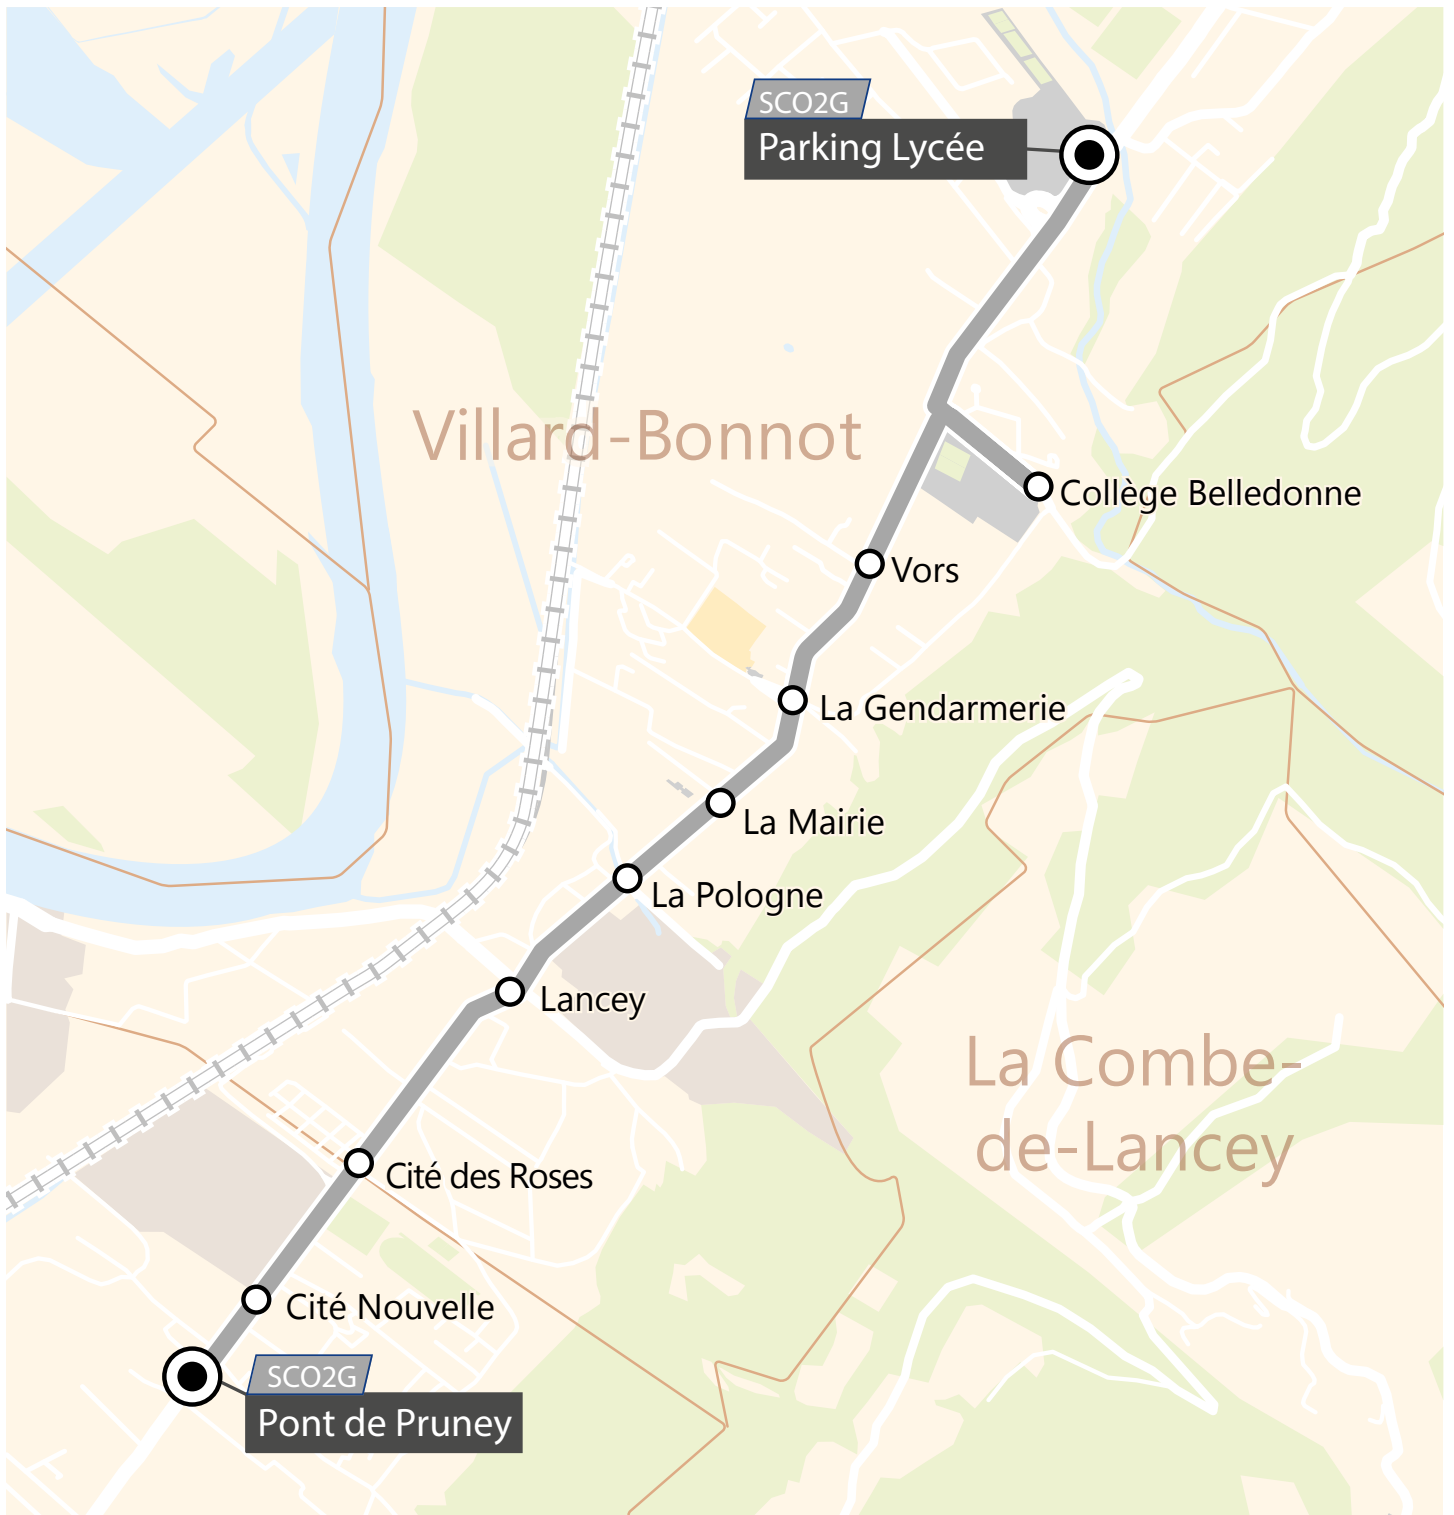 SCO2G
Parking Lycée
Villard-Bonnot
Collège Belledonne
Vors
La Gendarmerie
La Mairie
La Pologne
Lancey
La Combe-
de-Lancey
Cité des Roses
Cité Nouvelle
SCO2G
Pont de Pruney